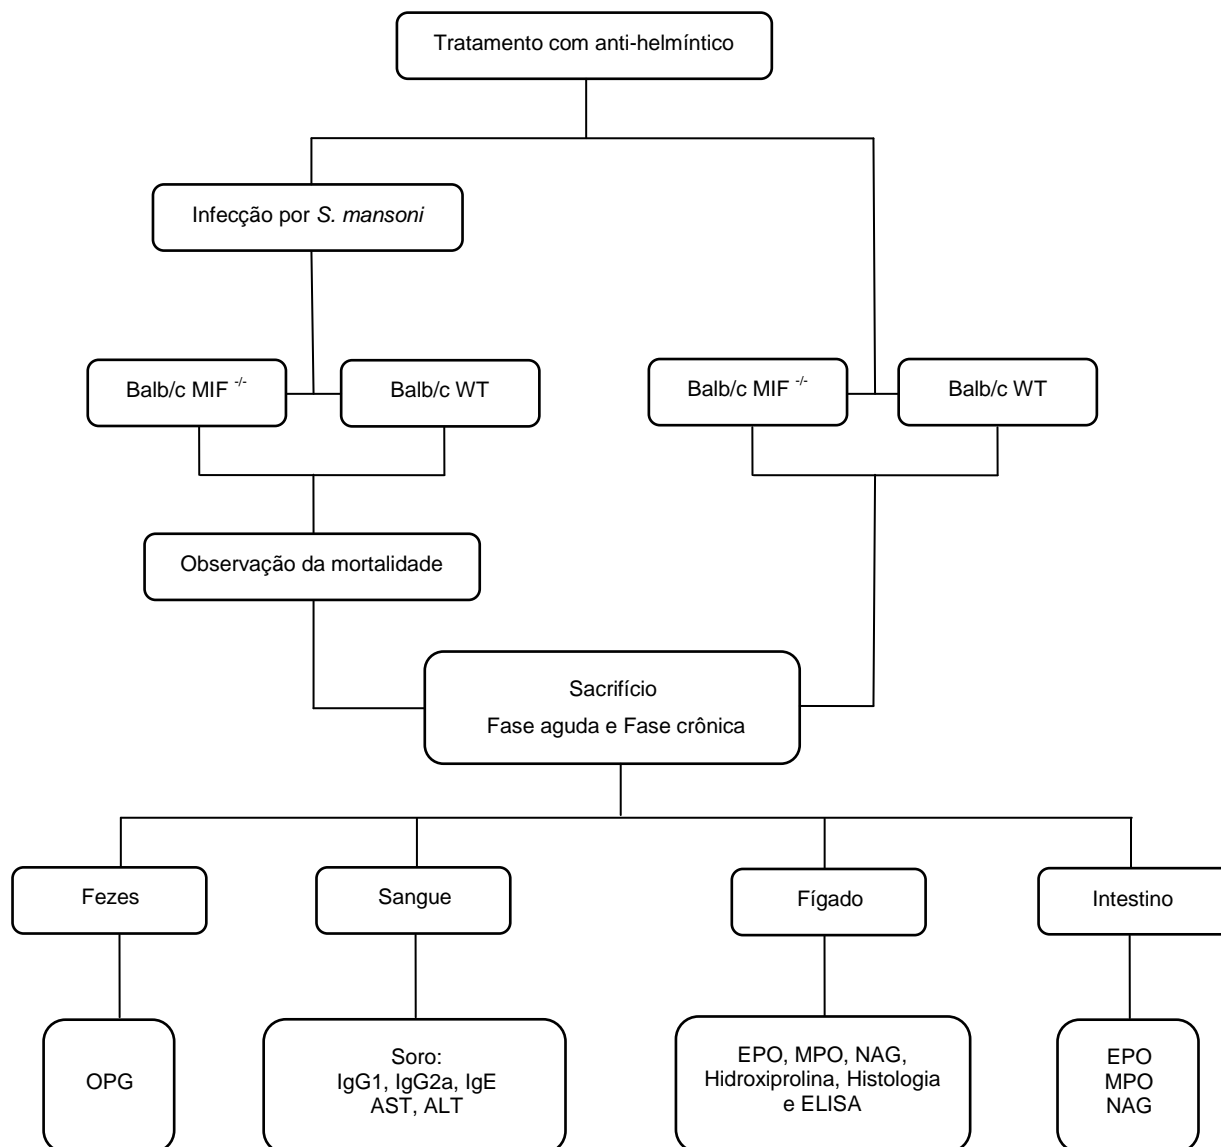 Tratamento com anti-helmíntico
Infecção por S. mansoni
Balb/c MIF -/-
Balb/c WT
Balb/c MIF -/-
Balb/c WT
Observação da mortalidade
Sacrifício
Fase aguda e Fase crônica
Fezes
Sangue
Fígado
Intestino
OPG
Soro:
IgG1, IgG2a, IgE
AST, ALT
EPO, MPO, NAG,
Hidroxiprolina, Histologia
e ELISA
EPO
MPO
NAG